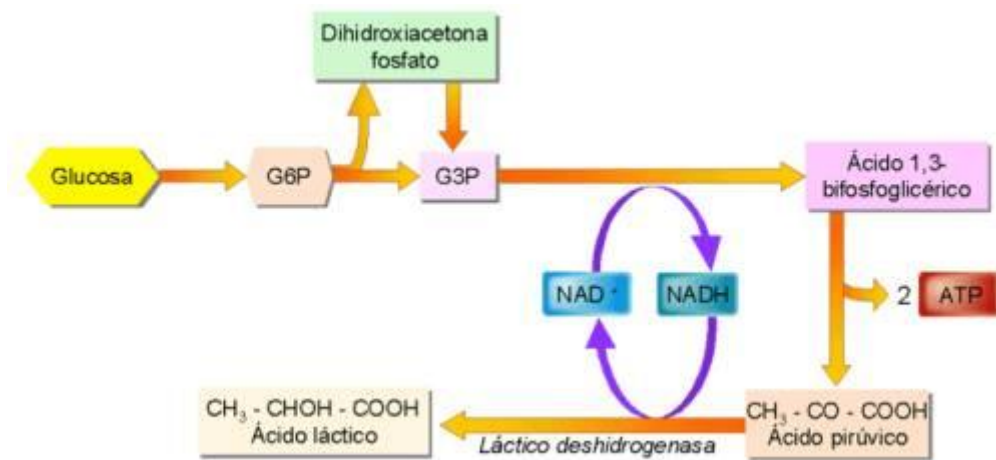 Dihidroxiacetona
fosfato
Glucosa
G6P
G3P
Ácido 1,3-
bifosfoglicérico
NAD⁺
NADH
2 ATP
CH₃ - CHOH - COOH
Ácido láctico
Láctico deshidrogenasa
CH₃ - CO - COOH
Ácido pirúvico